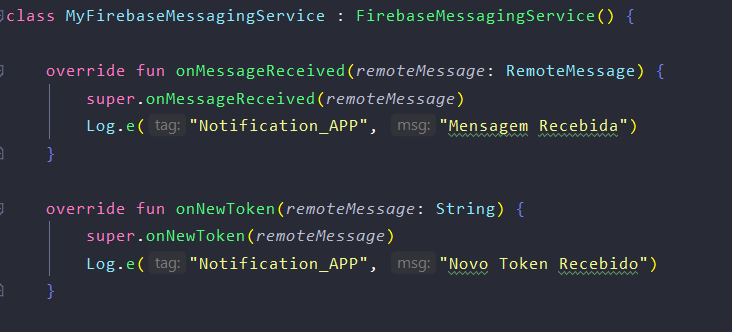 class MyFirebaseMessagingService : FirebaseMessagingService() {
override fun onMessageReceived(remoteMessage: RemoteMessage) {
super.onMessageReceived(remoteMessage)
Log.e( tag: "Notification_APP", msg: "Mensagem Recebida")
}
override fun onNewToken(remoteMessage: String) {
super.onNewToken(remoteMessage)
Log.e( tag: "Notification_APP", msg: "Novo Token Recebido")
}